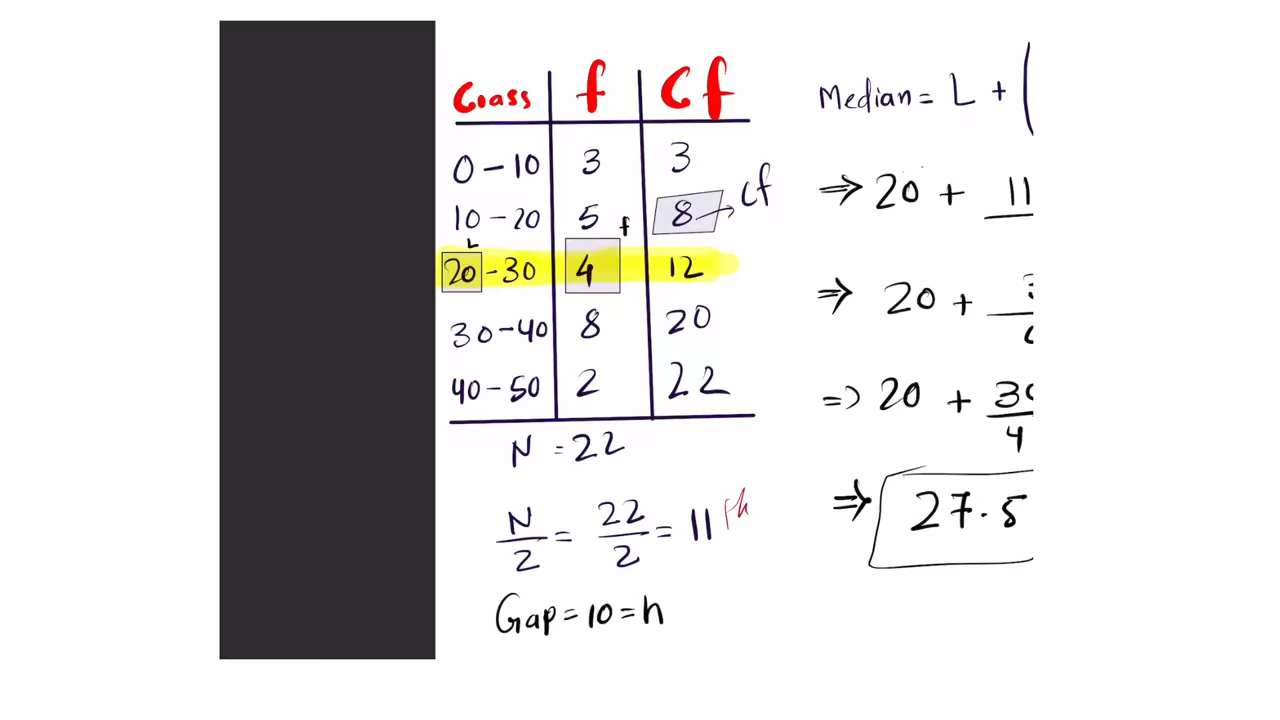 Class f Cf
0-10 3 3
10-20 5 8 → Cf
L f
20-30 4 12
30-40 8 20
40-50 2 22
N = 22
N/2 = 22/2 = 11th
Gap = 10 = h
Median = L + (
⇒ 20 + 11
⇒ 20 +
=> 20 + 30/4
⇒ 27.5